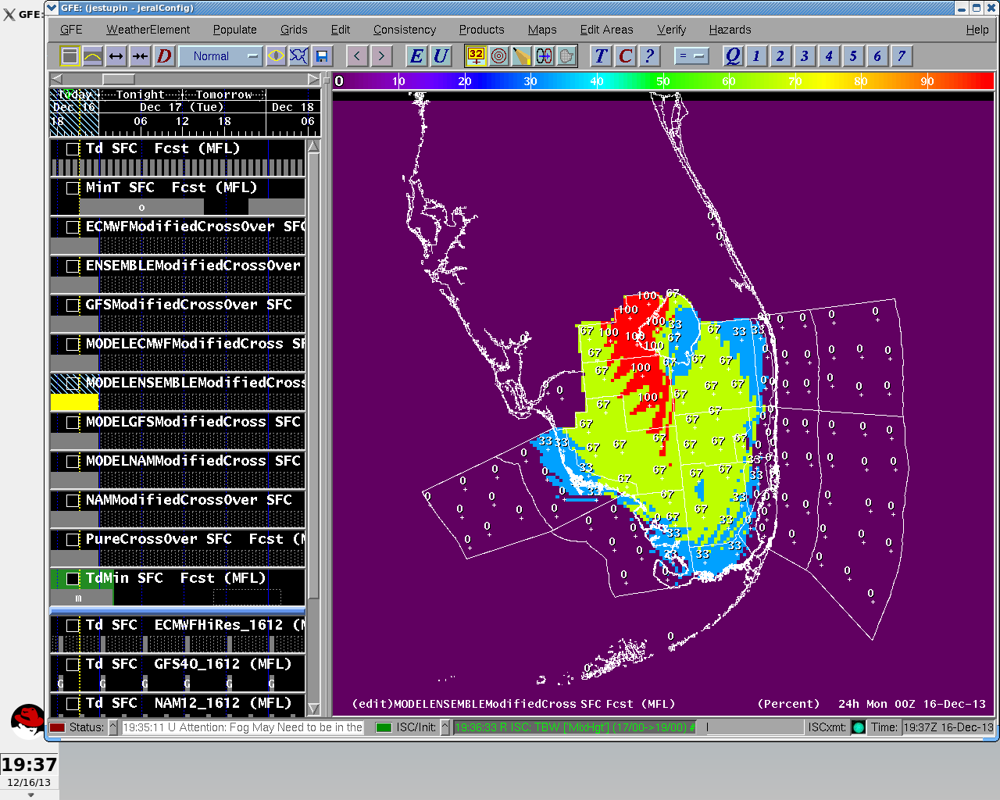 GFE:
GFE: (jestupin - jeralConfig)
GFE WeatherElement Populate Grids Edit Consistency Products Maps Edit Areas Verify Hazards Help
D Normal < > E U 32 T C ? = Q 1 2 3 4 5 6 7
0 10 20 30 40 50 60 70 80 90
Today Tonight Tomorrow
Dec 16 Dec 17 (Tue) Dec 18
18 06 12 18 06
Td SFC Fcst (MFL)
MinT SFC Fcst (MFL)
o
ECMWFModifiedCrossOver SFC
ENSEMBLEModifiedCrossOver
GFSModifiedCrossOver SFC
MODELECMWFModifiedCross SF
MODELENSEMBLEModifiedCross
MODELGFSModifiedCross SFC
MODELNAMModifiedCross SFC
NAMModifiedCrossOver SFC
PureCrossOver SFC Fcst (M
TdMin SFC Fcst (MFL)
m
Td SFC ECMWFHiRes_1612 (M
Td SFC GFS40_1612 (MFL)
G G G G G G
Td SFC NAM12_1612 (MFL)
(edit)MODELENSEMBLEModifiedCross SFC Fcst (MFL) (Percent) 24h Mon 00Z 16-Dec-13
Status: 19:35:11 U Attention: Fog May Need to be in the ISC/Init: 19:36:33 R ISC: TBW ['MixHgt'] (17/00->19/00) # ISCxmt: Time: 19:37Z 16-Dec-13
19:37
12/16/13